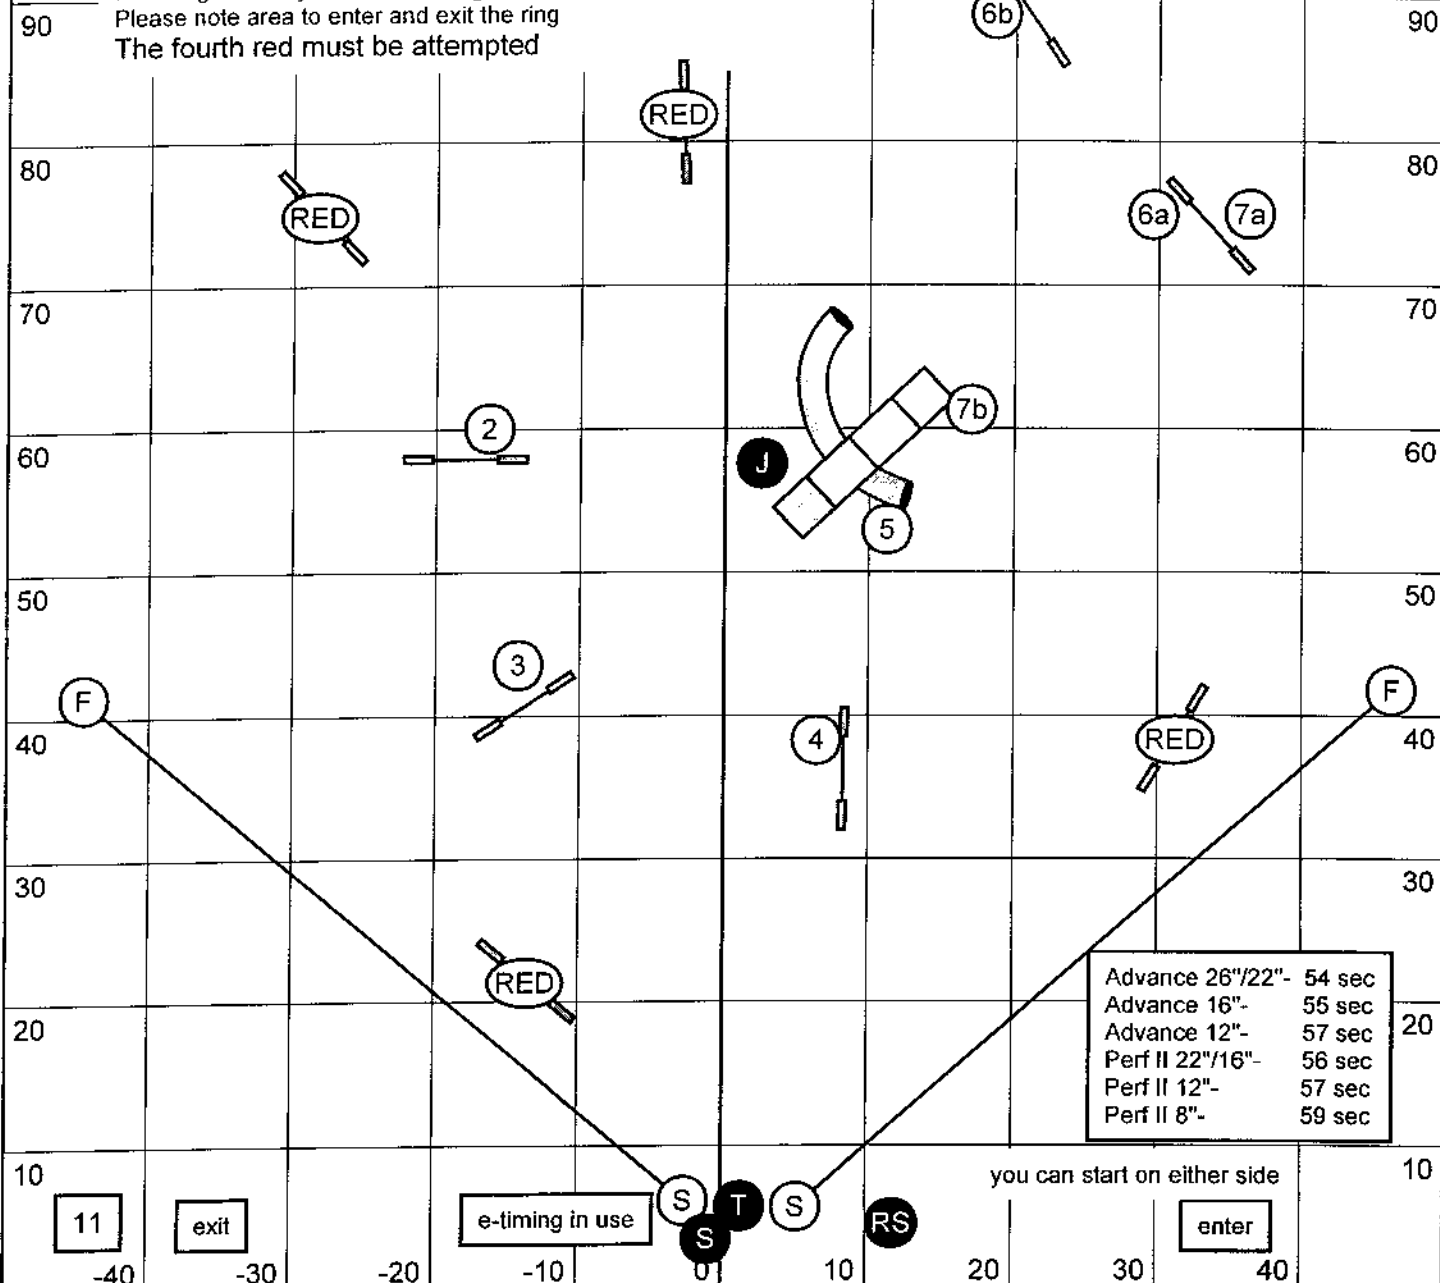 90
Please note area to enter and exit the ring
The fourth red must be attempted
6b
90
RED
80
80
RED
6a
7a
70
70
2
7b
60
J
60
5
50
50
3
F
F
40
4
RED
40
30
30
RED
Advance 26"/22"- 54 sec
Advance 16"- 55 sec
Advance 12"- 57 sec
Perf II 22"/16"- 56 sec
Perf II 12"- 57 sec
Perf II 8"- 59 sec
20
20
10
you can start on either side
10
11
exit
e-timing in use
S
T
S
S
RS
enter
-40 -30 -20 -10 0 10 20 30 40